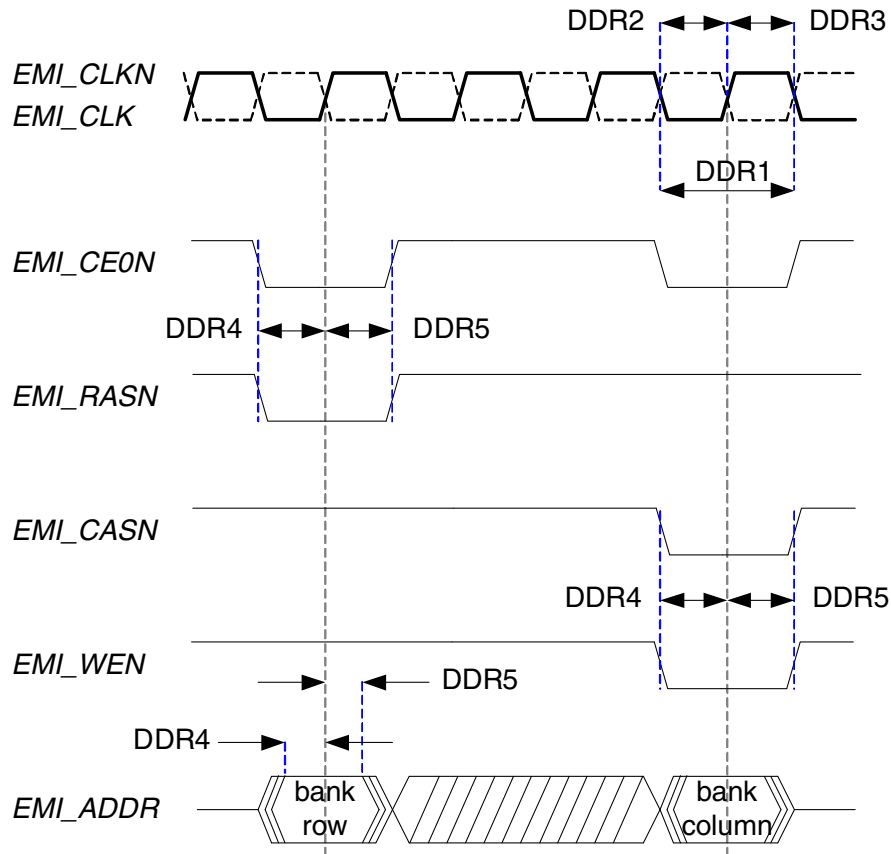 DDR2 DDR3
EMI_CLKN
EMI_CLK
DDR1
EMI_CE0N
DDR4 DDR5
EMI_RASN
EMI_CASN
DDR4 DDR5
EMI_WEN
DDR5
DDR4
EMI_ADDR
bank row
bank column